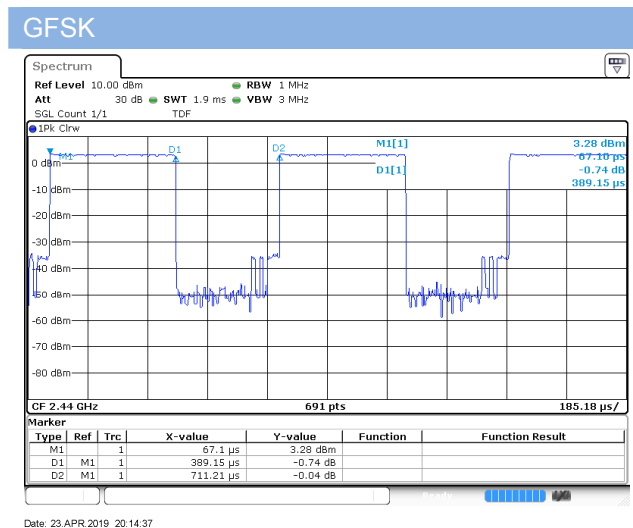 GFSK
Spectrum
Ref Level 10.00 dBm RBW 1 MHz
Att 30 dB SWT 1.9 ms VBW 3 MHz
SGL Count 1/1 TDF
1Pk Clrw
M1[1] 3.28 dBm
67.10 µs
D1[1] -0.74 dB
389.15 µs
M1
D1
D2
0 dBm
-10 dBm
-20 dBm
-30 dBm
-40 dBm
-50 dBm
-60 dBm
-70 dBm
-80 dBm
CF 2.44 GHz 691 pts 185.18 µs/
Marker
Type Ref Trc X-value Y-value Function Function Result
M1 1 67.1 µs 3.28 dBm
D1 M1 1 389.15 µs -0.74 dB
D2 M1 1 711.21 µs -0.04 dB
Ready
Date: 23.APR.2019 20:14:37